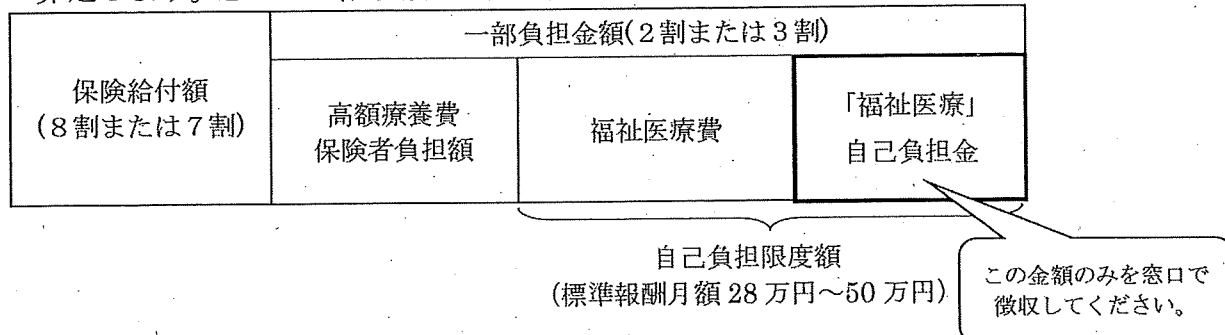 一部負担金額(2割または3割)
保険給付額
(8割または7割)
高額療養費
保険者負担額
福祉医療費
「福祉医療」
自己負担金
自己負担限度額
(標準報酬月額 28 万円～50 万円)
この金額のみを窓口で
徴収してください。